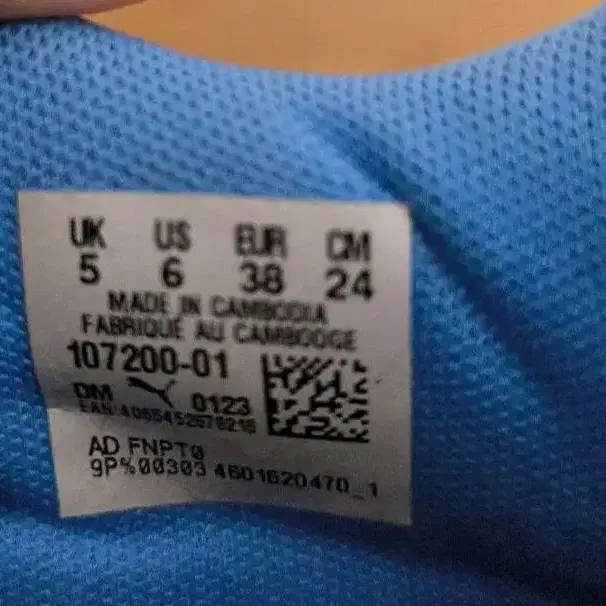 UK US EUR CM
5 6 38 24
MADE IN CAMBODIA
FABRIQUÉ AU CAMBODGE
107200-01
DM 0123
AD FNPT0
9P%00303 4601620470_1